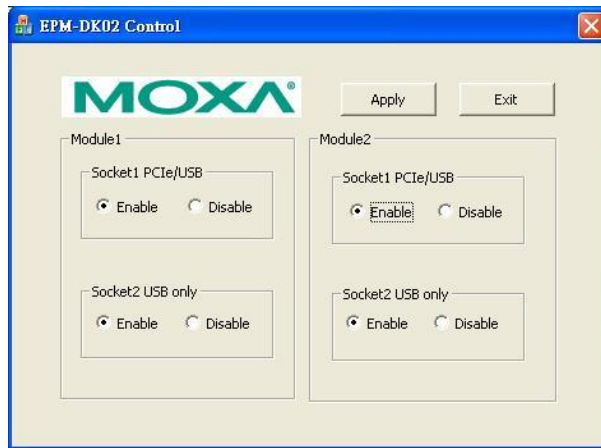 EPM-DK02 Control
MOXA®
Apply
Exit
Module1
Socket1 PCIe/USB
Enable
Disable
Socket2 USB only
Enable
Disable
Module2
Socket1 PCIe/USB
Enable
Disable
Socket2 USB only
Enable
Disable